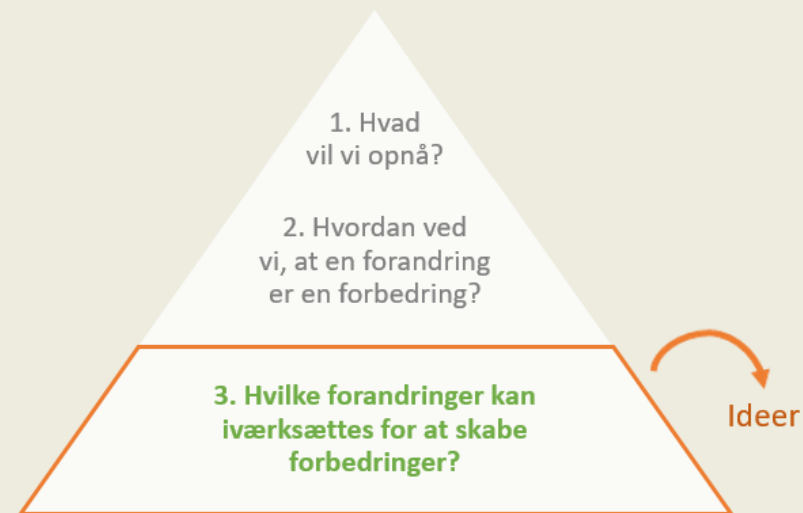 1. Hvad
vil vi opnå?
2. Hvordan ved
vi, at en forandring
er en forbedring?
3. Hvilke forandringer kan
iværksættes for at skabe
forbedringer?
Ideer